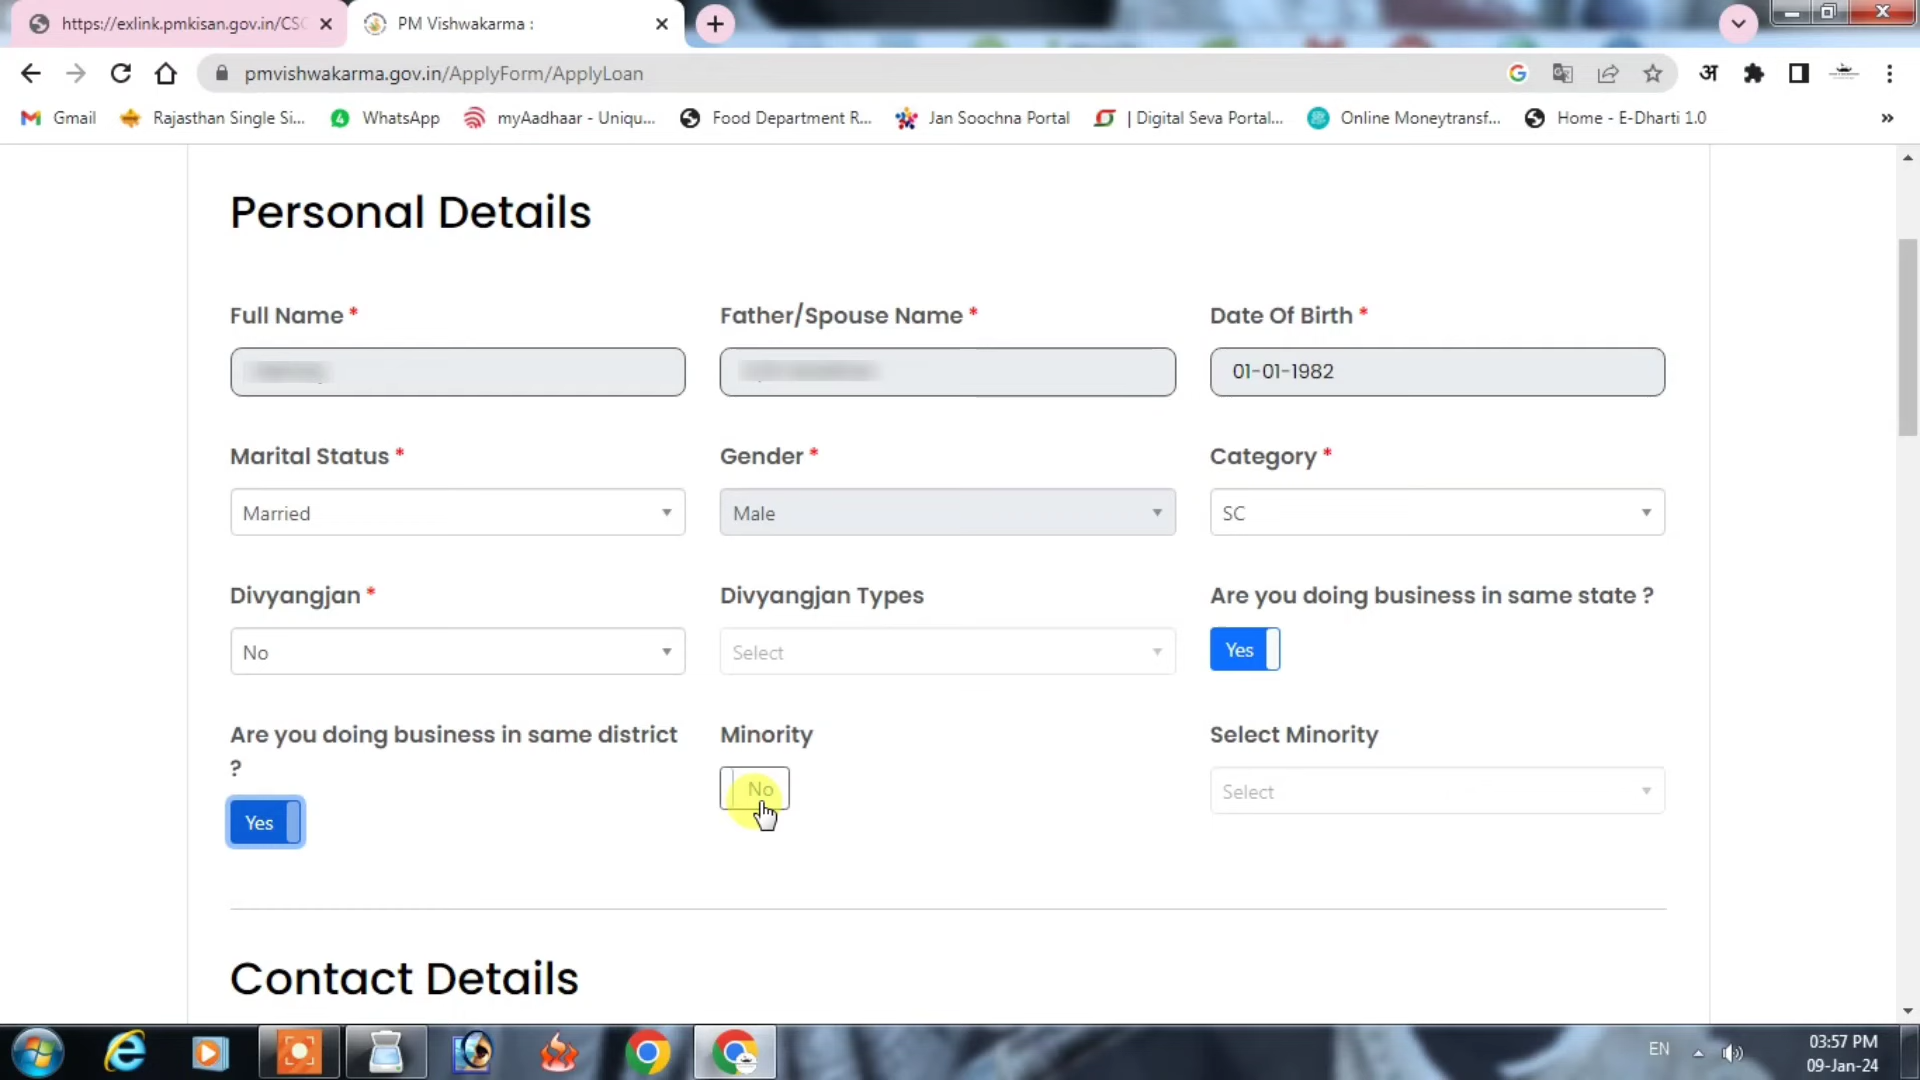 https://exlink.pmkisan.gov.in/CSC
PM Vishwakarma :
pmvishwakarma.gov.in/ApplyForm/ApplyLoan
अ
Gmail
Rajasthan Single Si...
WhatsApp
myAadhaar - Uniqu...
Food Department R...
Jan Soochna Portal
| Digital Seva Portal...
Online Moneytransf...
Home - E-Dharti 1.0
»
Personal Details
Full Name *
Father/Spouse Name *
Date Of Birth *
01-01-1982
Marital Status *
Gender *
Category *
Married
Male
SC
Divyangjan *
Divyangjan Types
Are you doing business in same state ?
No
Select
Yes
Are you doing business in same district
?
Minority
Select Minority
Yes
No
Select
Contact Details
EN
03:57 PM
09-Jan-24